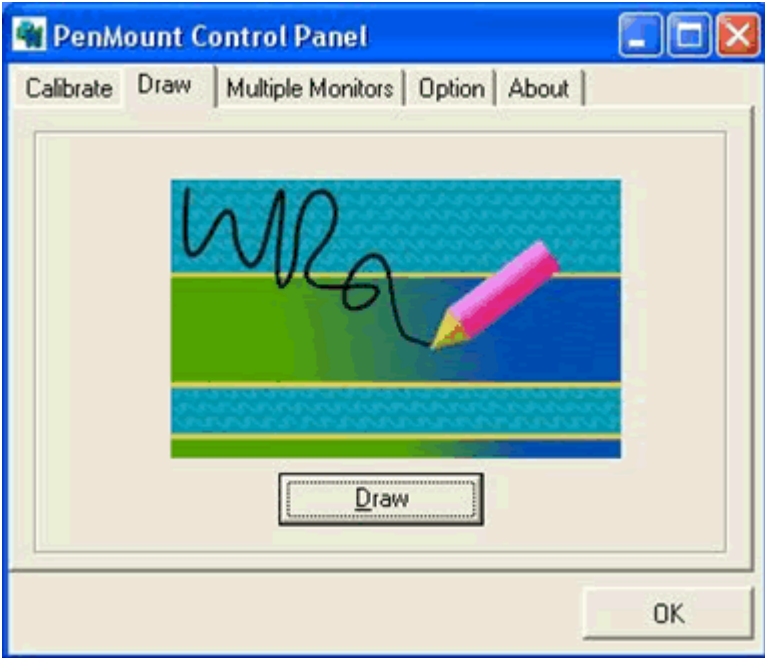 PenMount Control Panel
Calibrate Draw Multiple Monitors Option About
Draw
OK